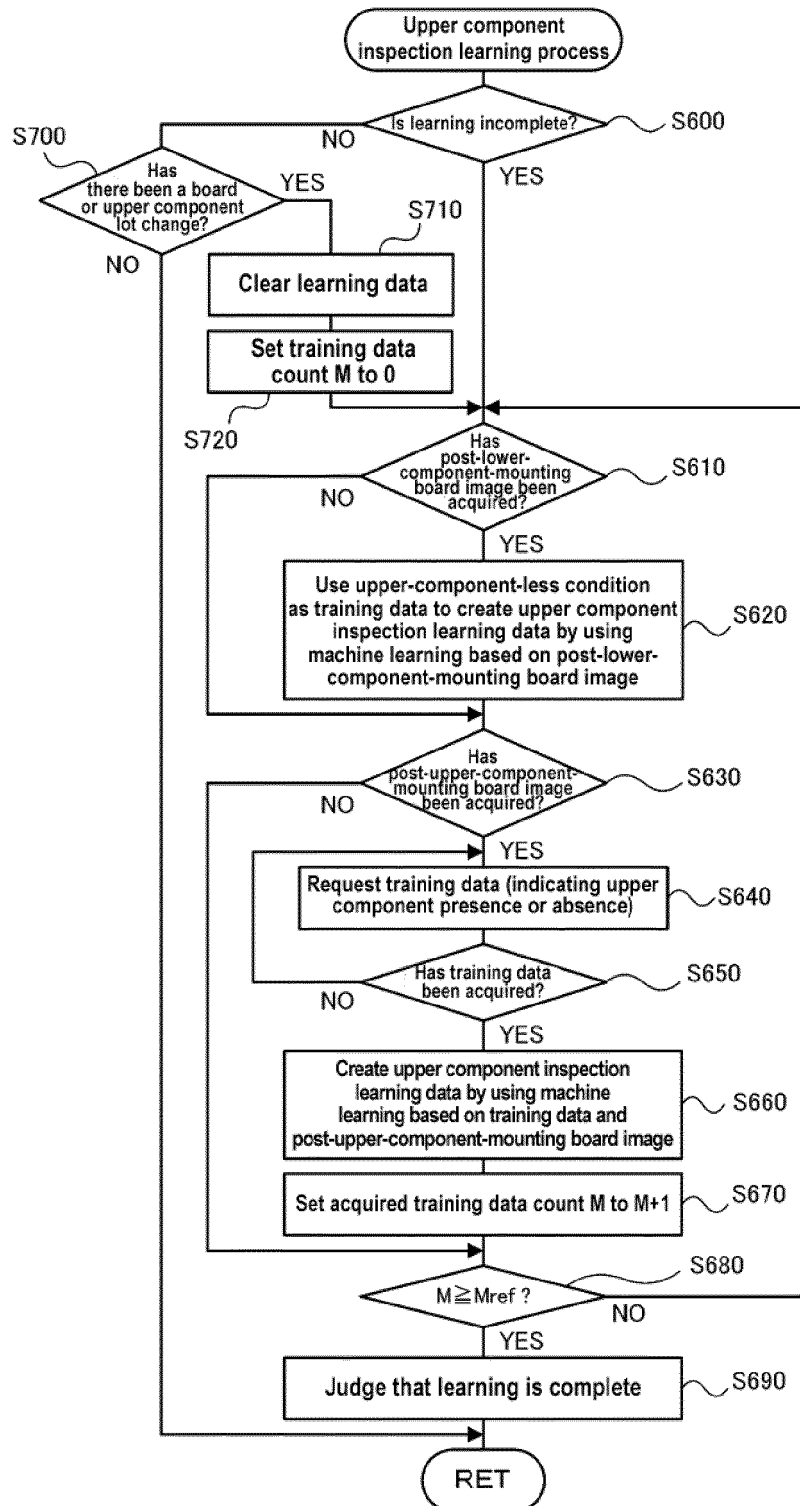 Upper component
inspection learning process
Is learning incomplete?
S600
NO
YES
S700
Has
there been a board
or upper component
lot change?
YES
NO
S710
Clear learning data
Set training data
count M to 0
S720
Has
post-lower-
component-mounting
board image been
acquired?
S610
NO
YES
Use upper-component-less condition
as training data to create upper component
inspection learning data by using
machine learning based on post-lower-
component-mounting board image
S620
Has
post-upper-component-
mounting board image
been acquired?
S630
NO
YES
Request training data (indicating upper
component presence or absence)
S640
Has training data
been acquired?
S650
NO
YES
Create upper component inspection
learning data by using machine
learning based on training data and
post-upper-component-mounting board image
S660
Set acquired training data count M to M+1
S670
M≧Mref ?
S680
NO
YES
Judge that learning is complete
S690
RET